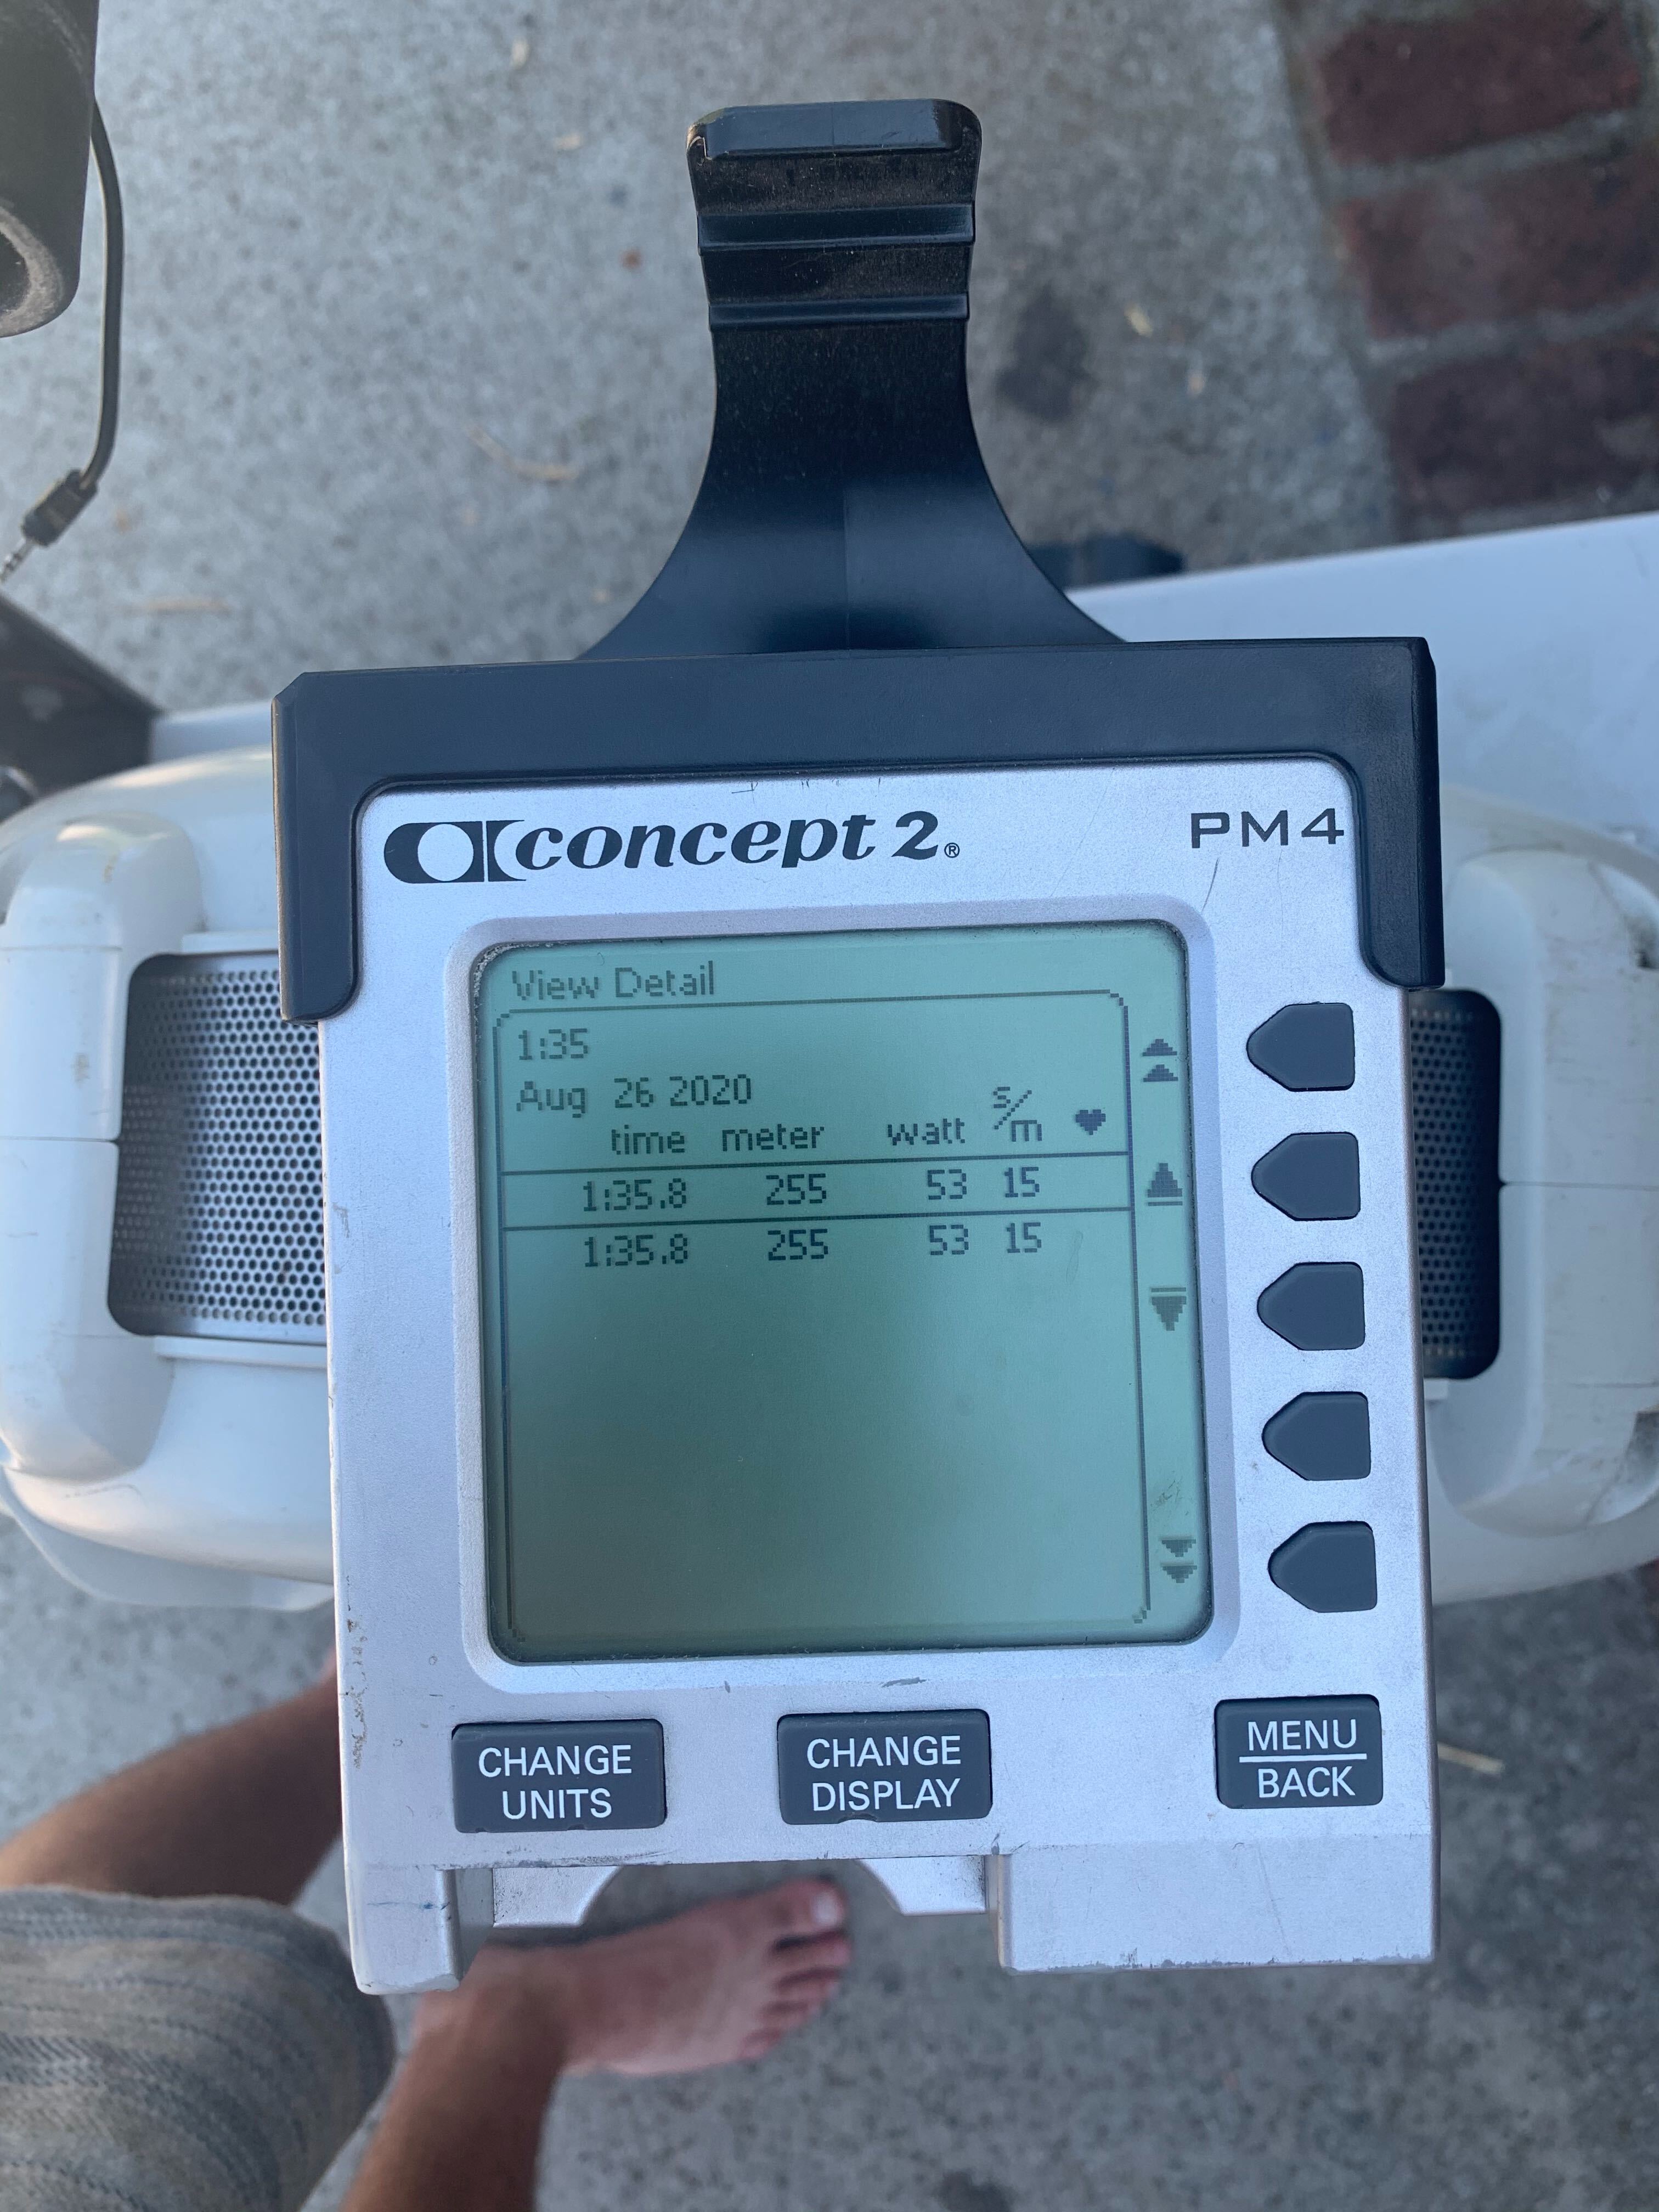 concept 2® PM4
View Detail
1:35
Aug 26 2020
time meter watt s/m ♥
1:35.8 255 53 15
1:35.8 255 53 15
CHANGE UNITS
CHANGE DISPLAY
MENU
BACK